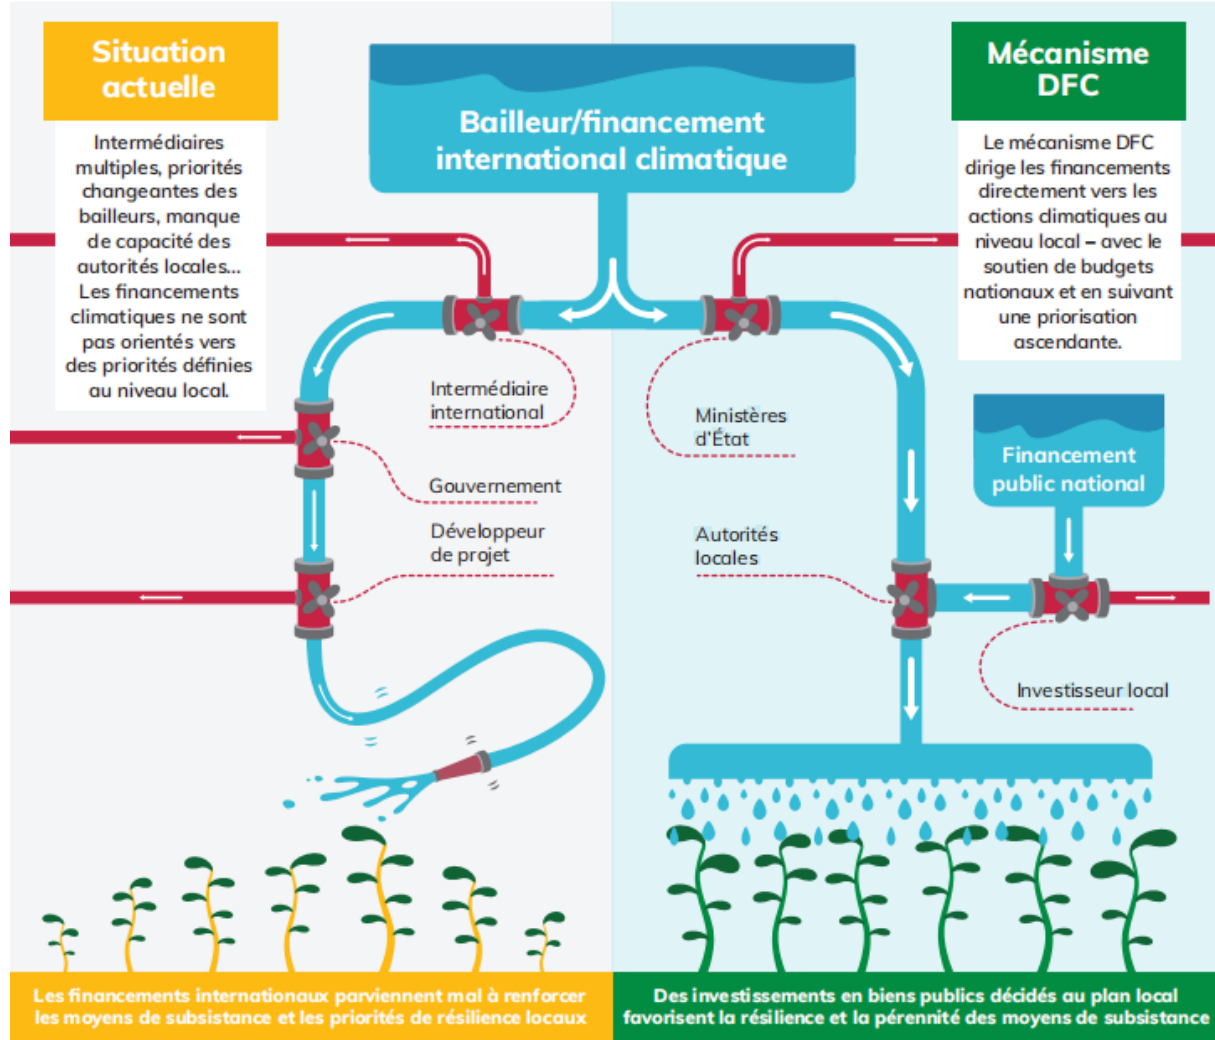 Situation
actuelle
Intermédiaires
multiples, priorités
changeantes des
bailleurs, manque
de capacité des
autorités locales...
Les financements
climatiques ne sont
pas orientés vers
des priorités définies
au niveau local.
Bailleur/financement
international climatique
Mécanisme
DFC
Le mécanisme DFC
dirige les financements
directement vers les
actions climatiques au
niveau local – avec le
soutien de budgets
nationaux et en suivant
une priorisation
ascendante.
Intermédiaire
international
Gouvernement
Développeur
de projet
Ministères
d'État
Financement
public national
Autorités
locales
Investisseur local
Les financements internationaux parviennent mal à renforcer
les moyens de subsistance et les priorités de résilience locaux
Des investissements en biens publics décidés au plan local
favorisent la résilience et la pérennité des moyens de subsistance